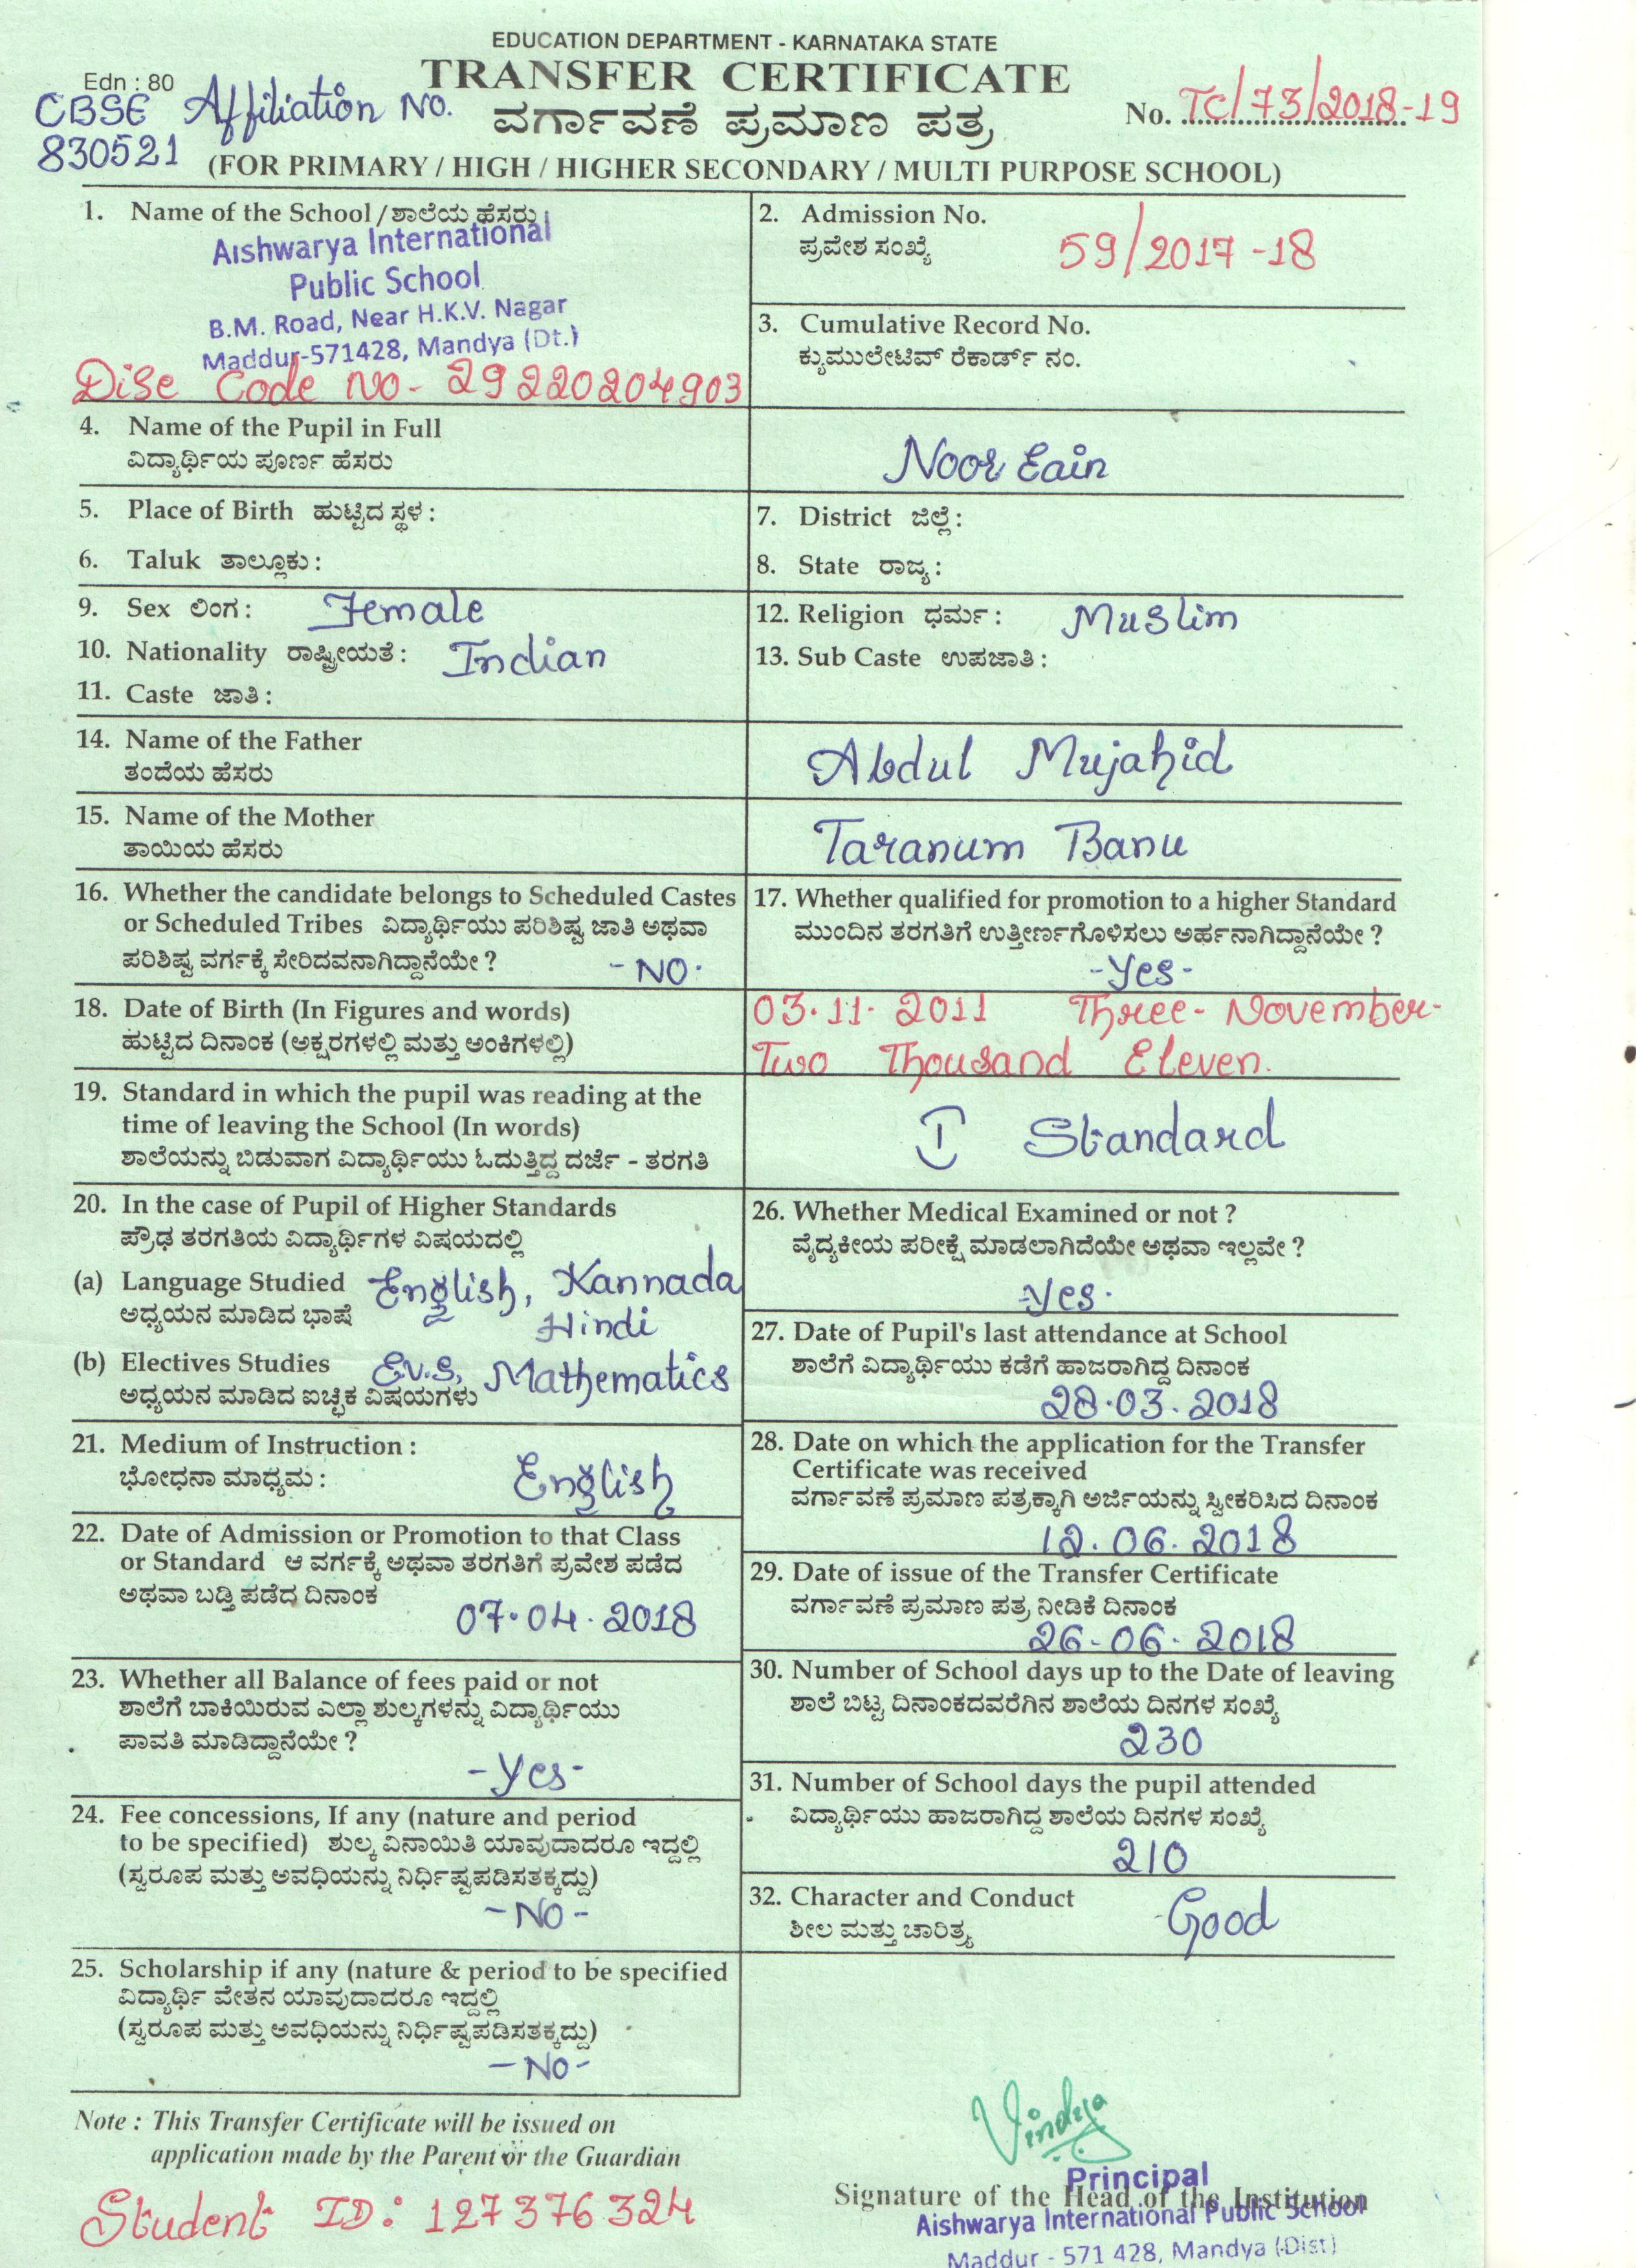 EDUCATION DEPARTMENT - KARNATAKA STATE
Edn : 80
TRANSFER CERTIFICATE
CBSE Affiliation No.
830521
ವರ್ಗಾವಣೆ ಪ್ರಮಾಣ ಪತ್ರ
No. TC/73/2018-19
(FOR PRIMARY / HIGH / HIGHER SECONDARY / MULTI PURPOSE SCHOOL)
1. Name of the School / ಶಾಲೆಯ ಹೆಸರು
Aishwarya International
Public School
B.M. Road, Near H.K.V. Nagar
Maddur-571428, Mandya (Dt.)
Dise Code No- 29220204903
2. Admission No.
ಪ್ರವೇಶ ಸಂಖ್ಯೆ
59/2017-18
3. Cumulative Record No.
ಕ್ಯುಮುಲೇಟಿವ್ ರೆಕಾರ್ಡ್ ನಂ.
4. Name of the Pupil in Full
ವಿದ್ಯಾರ್ಥಿಯ ಪೂರ್ಣ ಹೆಸರು
Noor Eain
5. Place of Birth ಹುಟ್ಟಿದ ಸ್ಥಳ :
6. Taluk ತಾಲ್ಲೂಕು :
7. District ಜಿಲ್ಲೆ :
8. State ರಾಜ್ಯ :
9. Sex ಲಿಂಗ : Female
10. Nationality ರಾಷ್ಟ್ರೀಯತೆ : Indian
11. Caste ಜಾತಿ :
12. Religion ಧರ್ಮ : Muslim
13. Sub Caste ಉಪಜಾತಿ :
14. Name of the Father
ತಂದೆಯ ಹೆಸರು
Abdul Mujahid
15. Name of the Mother
ತಾಯಿಯ ಹೆಸರು
Taranum Banu
16. Whether the candidate belongs to Scheduled Castes
or Scheduled Tribes ವಿದ್ಯಾರ್ಥಿಯು ಪರಿಶಿಷ್ಟ ಜಾತಿ ಅಥವಾ
ಪರಿಶಿಷ್ಟ ವರ್ಗಕ್ಕೆ ಸೇರಿದವನಾಗಿದ್ದಾನೆಯೇ ? - NO -
17. Whether qualified for promotion to a higher Standard
ಮುಂದಿನ ತರಗತಿಗೆ ಉತ್ತೀರ್ಣಗೊಳಿಸಲು ಅರ್ಹನಾಗಿದ್ದಾನೆಯೇ ?
- Yes -
18. Date of Birth (In Figures and words)
ಹುಟ್ಟಿದ ದಿನಾಂಕ (ಅಕ್ಷರಗಳಲ್ಲಿ ಮತ್ತು ಅಂಕಿಗಳಲ್ಲಿ)
03.11.2011 Three - November -
Two Thousand Eleven.
19. Standard in which the pupil was reading at the
time of leaving the School (In words)
ಶಾಲೆಯನ್ನು ಬಿಡುವಾಗ ವಿದ್ಯಾರ್ಥಿಯು ಓದುತ್ತಿದ್ದ ದರ್ಜೆ - ತರಗತಿ
I Standard
20. In the case of Pupil of Higher Standards
ಪ್ರೌಢ ತರಗತಿಯ ವಿದ್ಯಾರ್ಥಿಗಳ ವಿಷಯದಲ್ಲಿ
(a) Language Studied English, Kannada
ಅಧ್ಯಯನ ಮಾಡಿದ ಭಾಷೆ Hindi
(b) Electives Studies Ev.S, Mathematics
ಅಧ್ಯಯನ ಮಾಡಿದ ಐಚ್ಛಿಕ ವಿಷಯಗಳು
21. Medium of Instruction :
ಭೋಧನಾ ಮಾಧ್ಯಮ : English
22. Date of Admission or Promotion to that Class
or Standard ಆ ವರ್ಗಕ್ಕೆ ಅಥವಾ ತರಗತಿಗೆ ಪ್ರವೇಶ ಪಡೆದ
ಅಥವಾ ಬಡ್ತಿ ಪಡೆದ ದಿನಾಂಕ
07.04.2018
23. Whether all Balance of fees paid or not
ಶಾಲೆಗೆ ಬಾಕಿಯಿರುವ ಎಲ್ಲಾ ಶುಲ್ಕಗಳನ್ನು ವಿದ್ಯಾರ್ಥಿಯು
ಪಾವತಿ ಮಾಡಿದ್ದಾನೆಯೇ ?
- Yes -
24. Fee concessions, If any (nature and period
to be specified) ಶುಲ್ಕ ವಿನಾಯಿತಿ ಯಾವುದಾದರೂ ಇದ್ದಲ್ಲಿ
(ಸ್ವರೂಪ ಮತ್ತು ಅವಧಿಯನ್ನು ನಿರ್ಧಿಷ್ಟಪಡಿಸತಕ್ಕದ್ದು)
- No -
25. Scholarship if any (nature & period to be specified
ವಿದ್ಯಾರ್ಥಿ ವೇತನ ಯಾವುದಾದರೂ ಇದ್ದಲ್ಲಿ
(ಸ್ವರೂಪ ಮತ್ತು ಅವಧಿಯನ್ನು ನಿರ್ಧಿಷ್ಟಪಡಿಸತಕ್ಕದ್ದು)
- No -
26. Whether Medical Examined or not ?
ವೈದ್ಯಕೀಯ ಪರೀಕ್ಷೆ ಮಾಡಲಾಗಿದೆಯೇ ಅಥವಾ ಇಲ್ಲವೇ ?
- Yes -
27. Date of Pupil's last attendance at School
ಶಾಲೆಗೆ ವಿದ್ಯಾರ್ಥಿಯು ಕಡೆಗೆ ಹಾಜರಾಗಿದ್ದ ದಿನಾಂಕ
28.03.2018
28. Date on which the application for the Transfer
Certificate was received
ವರ್ಗಾವಣೆ ಪ್ರಮಾಣ ಪತ್ರಕ್ಕಾಗಿ ಅರ್ಜಿಯನ್ನು ಸ್ವೀಕರಿಸಿದ ದಿನಾಂಕ
12.06.2018
29. Date of issue of the Transfer Certificate
ವರ್ಗಾವಣೆ ಪ್ರಮಾಣ ಪತ್ರ ನೀಡಿಕೆ ದಿನಾಂಕ
26-06-2018
30. Number of School days up to the Date of leaving
ಶಾಲೆ ಬಿಟ್ಟ ದಿನಾಂಕದವರೆಗಿನ ಶಾಲೆಯ ದಿನಗಳ ಸಂಖ್ಯೆ
230
31. Number of School days the pupil attended
ವಿದ್ಯಾರ್ಥಿಯು ಹಾಜರಾಗಿದ್ದ ಶಾಲೆಯ ದಿನಗಳ ಸಂಖ್ಯೆ
210
32. Character and Conduct
ಶೀಲ ಮತ್ತು ಚಾರಿತ್ರ್ಯ
Good
Note : This Transfer Certificate will be issued on
application made by the Parent or the Guardian
Student ID: 127376324
Vindya
Principal
Signature of the Head of the Institution
Aishwarya International Public School
Maddur - 571 428, Mandya (Dist)